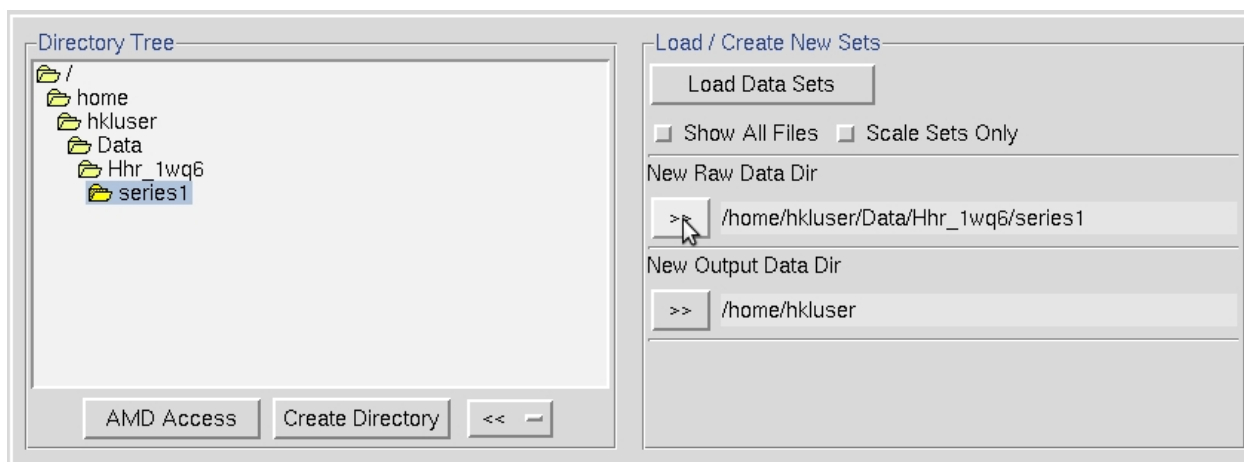 Directory Tree
/
home
hkluser
Data
Hhr_1wq6
series1
AMD Access
Create Directory
<<
Load / Create New Sets
Load Data Sets
Show All Files
Scale Sets Only
New Raw Data Dir
>> /home/hkluser/Data/Hhr_1wq6/series1
New Output Data Dir
>> /home/hkluser